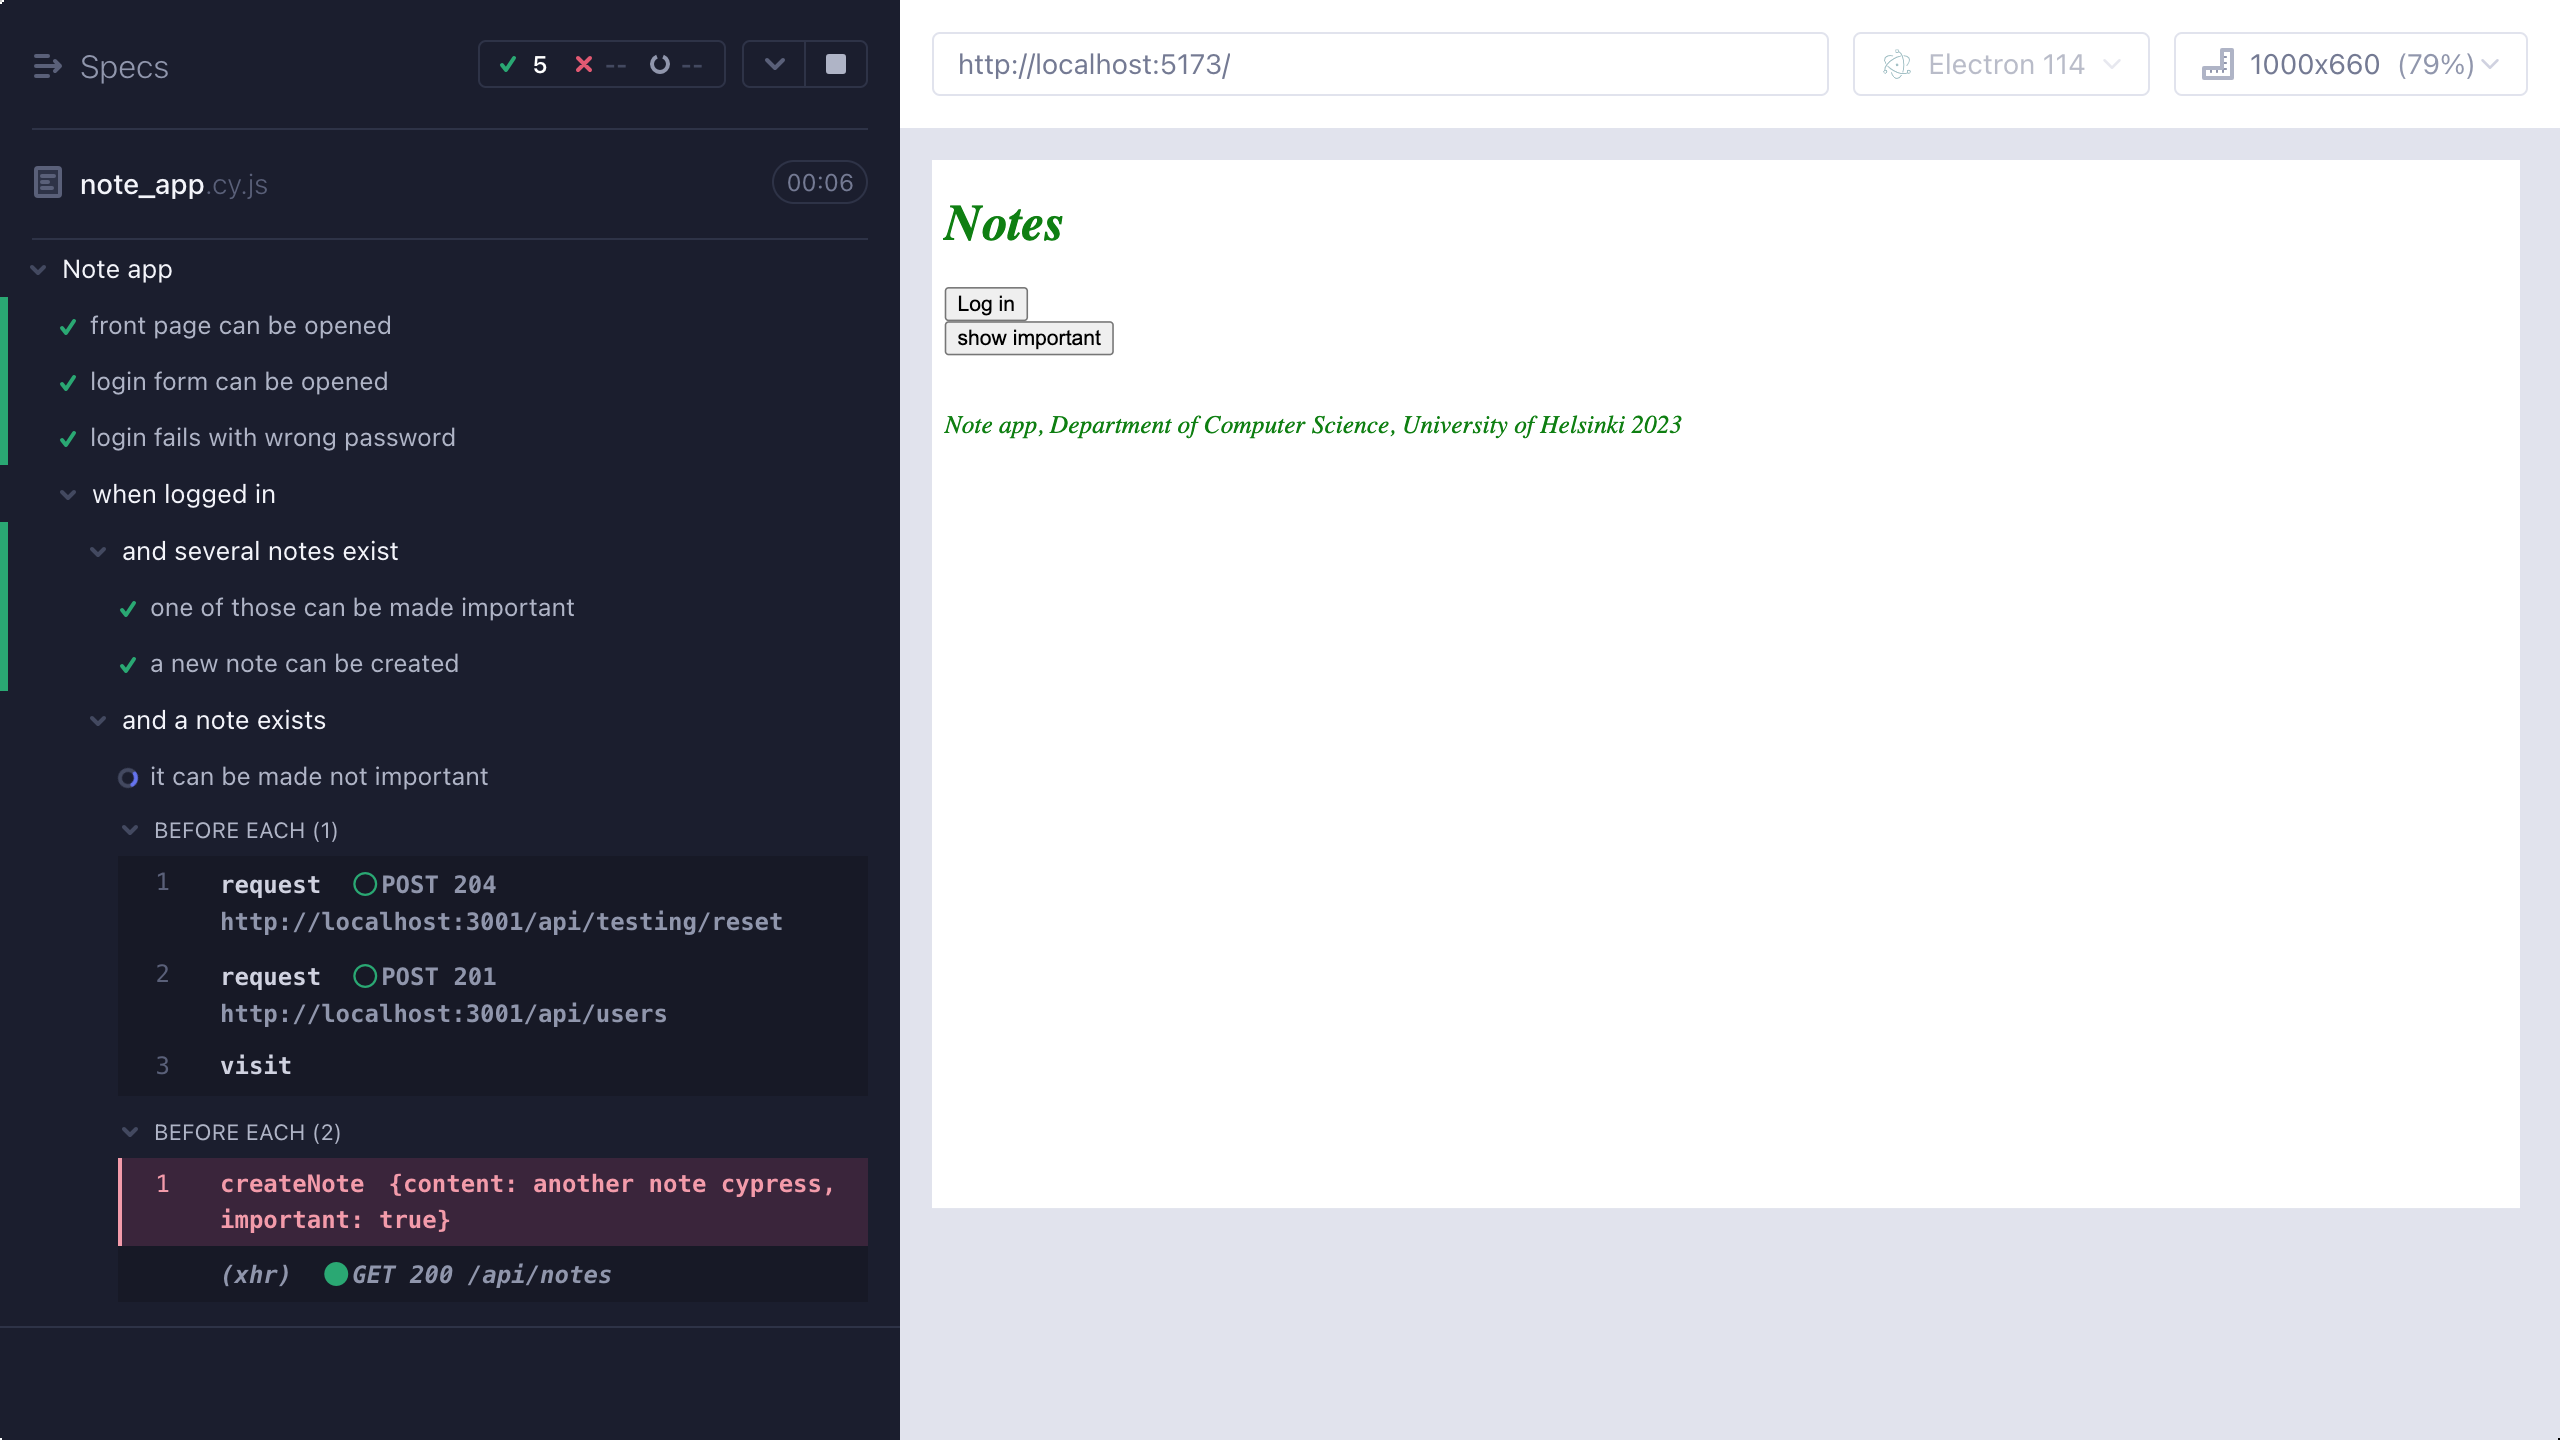 Specs
5 -- --
note_app.cy.js
00:06
Note app
front page can be opened
login form can be opened
login fails with wrong password
when logged in
and several notes exist
one of those can be made important
a new note can be created
and a note exists
it can be made not important
BEFORE EACH (1)
1 request POST 204
http://localhost:3001/api/testing/reset
2 request POST 201
http://localhost:3001/api/users
3 visit
BEFORE EACH (2)
1 createNote {content: another note cypress,
important: true}
(xhr) GET 200 /api/notes
http://localhost:5173/
Electron 114
1000x660 (79%)
Notes
Log in
show important
Note app, Department of Computer Science, University of Helsinki 2023